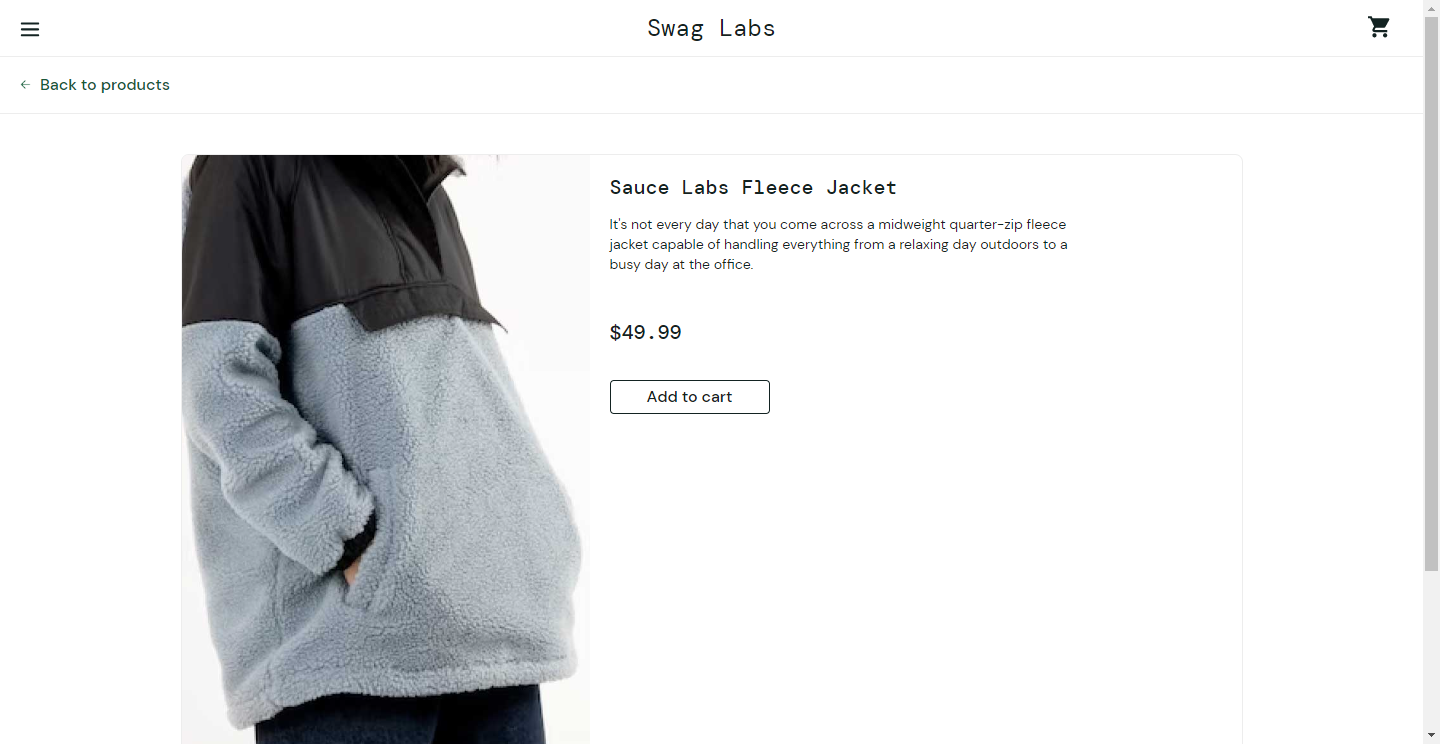 Swag Labs
Back to products
Sauce Labs Fleece Jacket
It's not every day that you come across a midweight quarter-zip fleece
jacket capable of handling everything from a relaxing day outdoors to a
busy day at the office.
$49.99
Add to cart